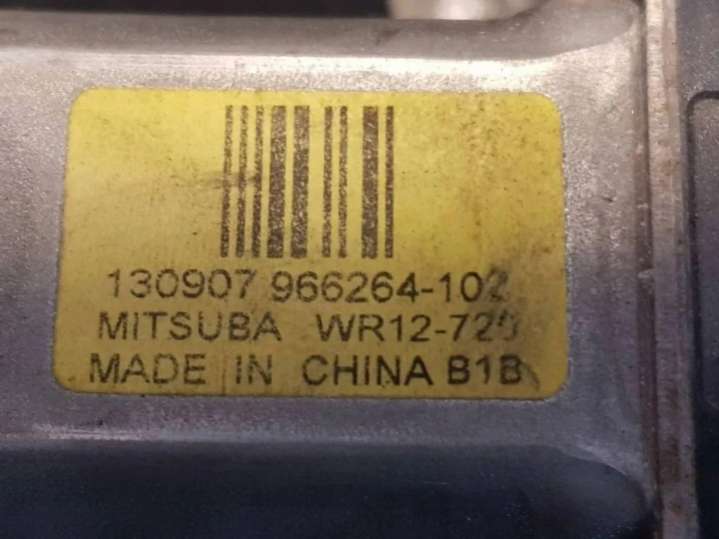 130907 966264-102
MITSUBA WR12-720
MADE IN CHINA B1B